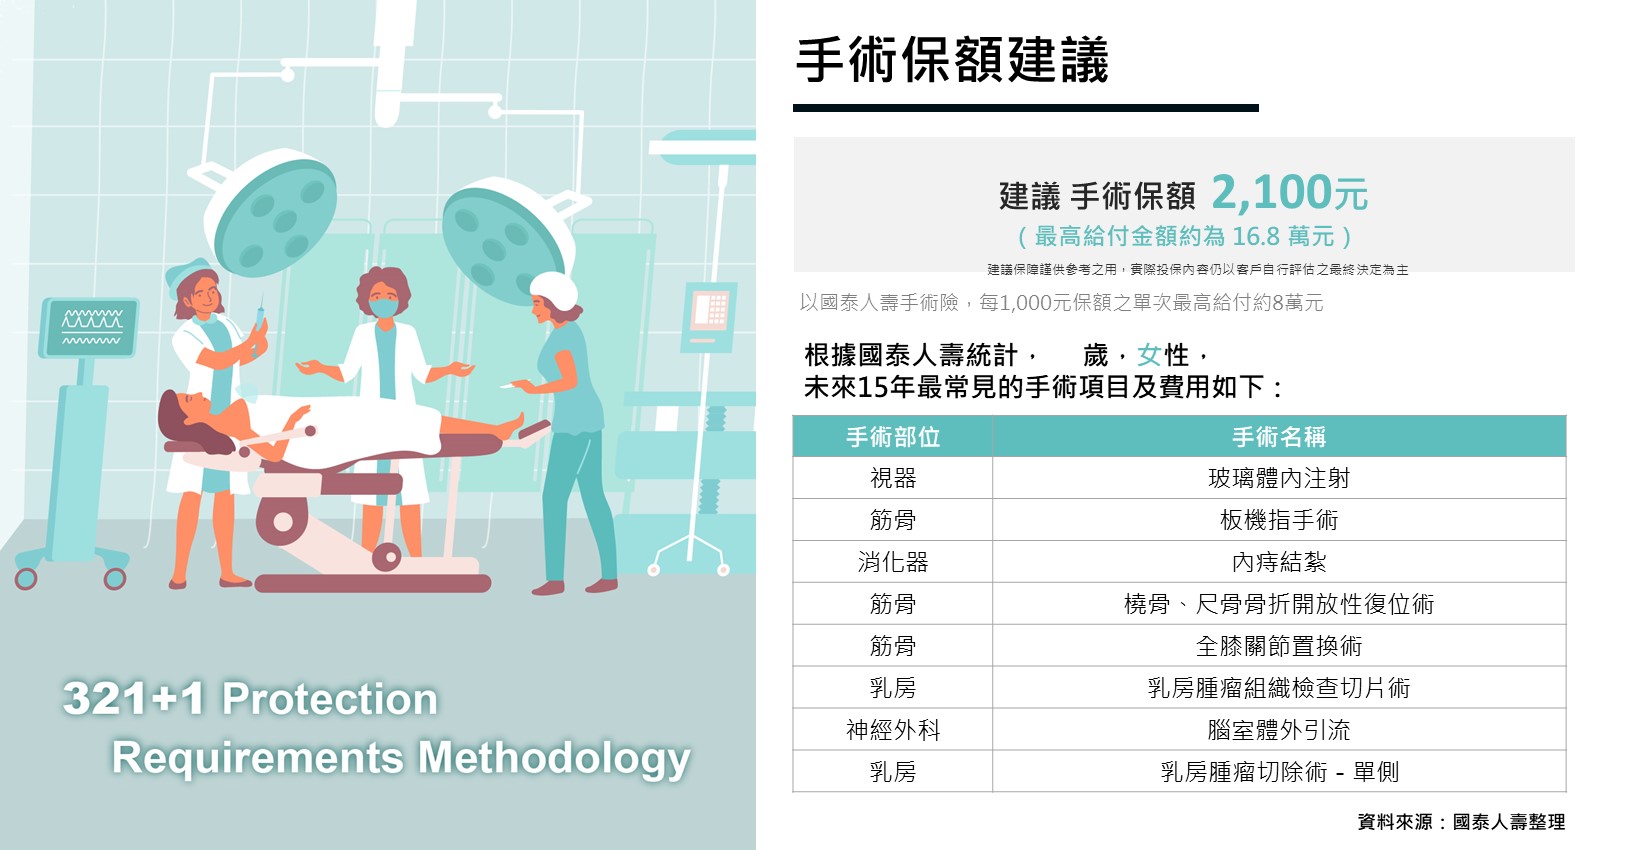 手術保額建議
建議 手術保額 2,100元
( 最高給付金額約為 16.8 萬元 )
建議保障謹供參考之用，實際投保內容仍以客戶自行評估之最終決定為主
以國泰人壽手術險，每1,000元保額之單次最高給付約8萬元
根據國泰人壽統計，　歲，女性，
未來15年最常見的手術項目及費用如下：
手術部位 手術名稱
視器 玻璃體內注射
筋骨 板機指手術
消化器 內痔結紮
筋骨 橈骨、尺骨骨折開放性復位術
筋骨 全膝關節置換術
乳房 乳房腫瘤組織檢查切片術
神經外科 腦室體外引流
乳房 乳房腫瘤切除術 - 單側
資料來源：國泰人壽整理
321+1 Protection
Requirements Methodology